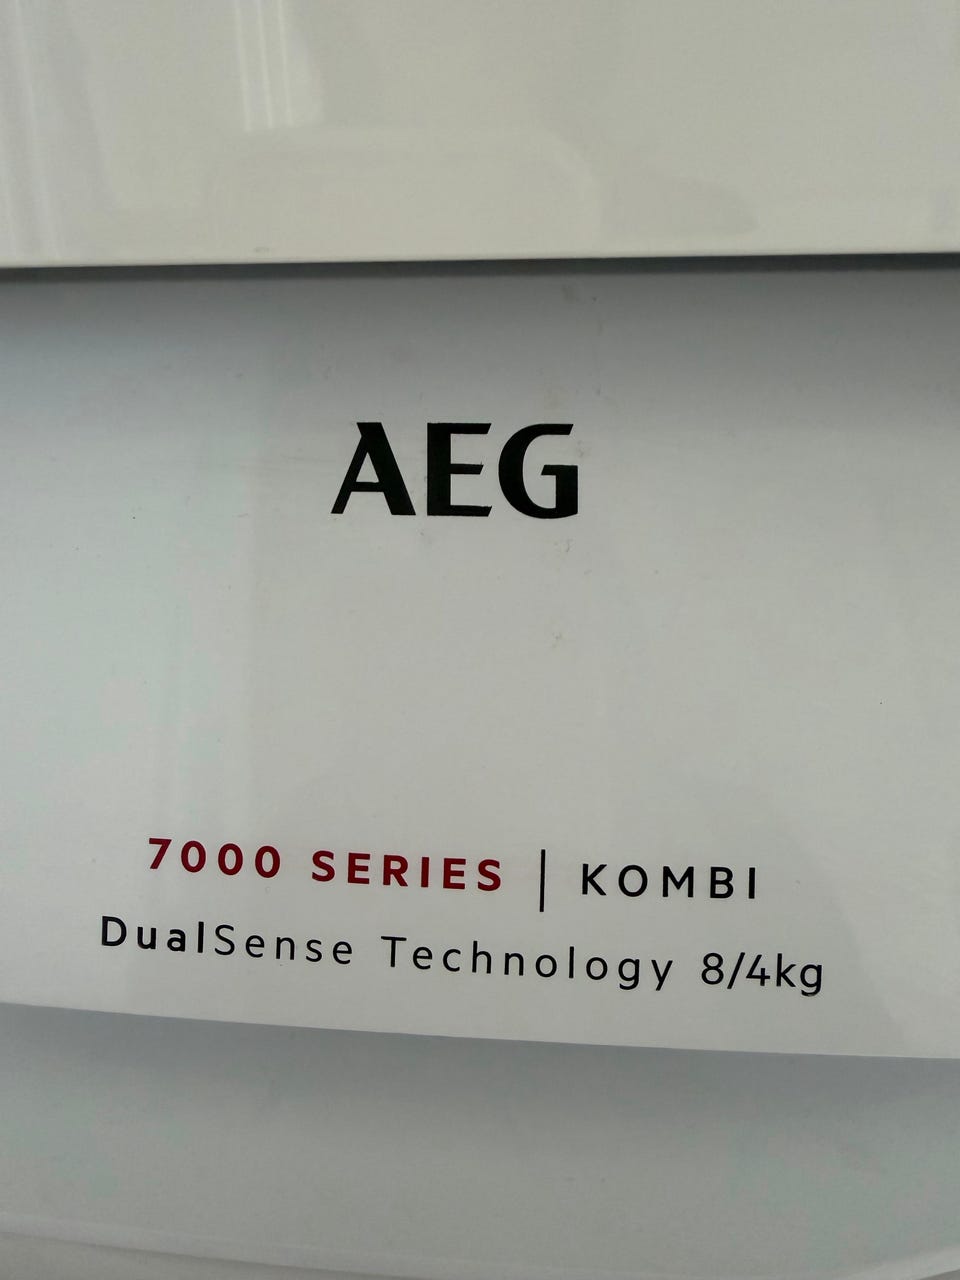 AEG
7000 SERIES | KOMBI
DualSense Technology 8/4kg